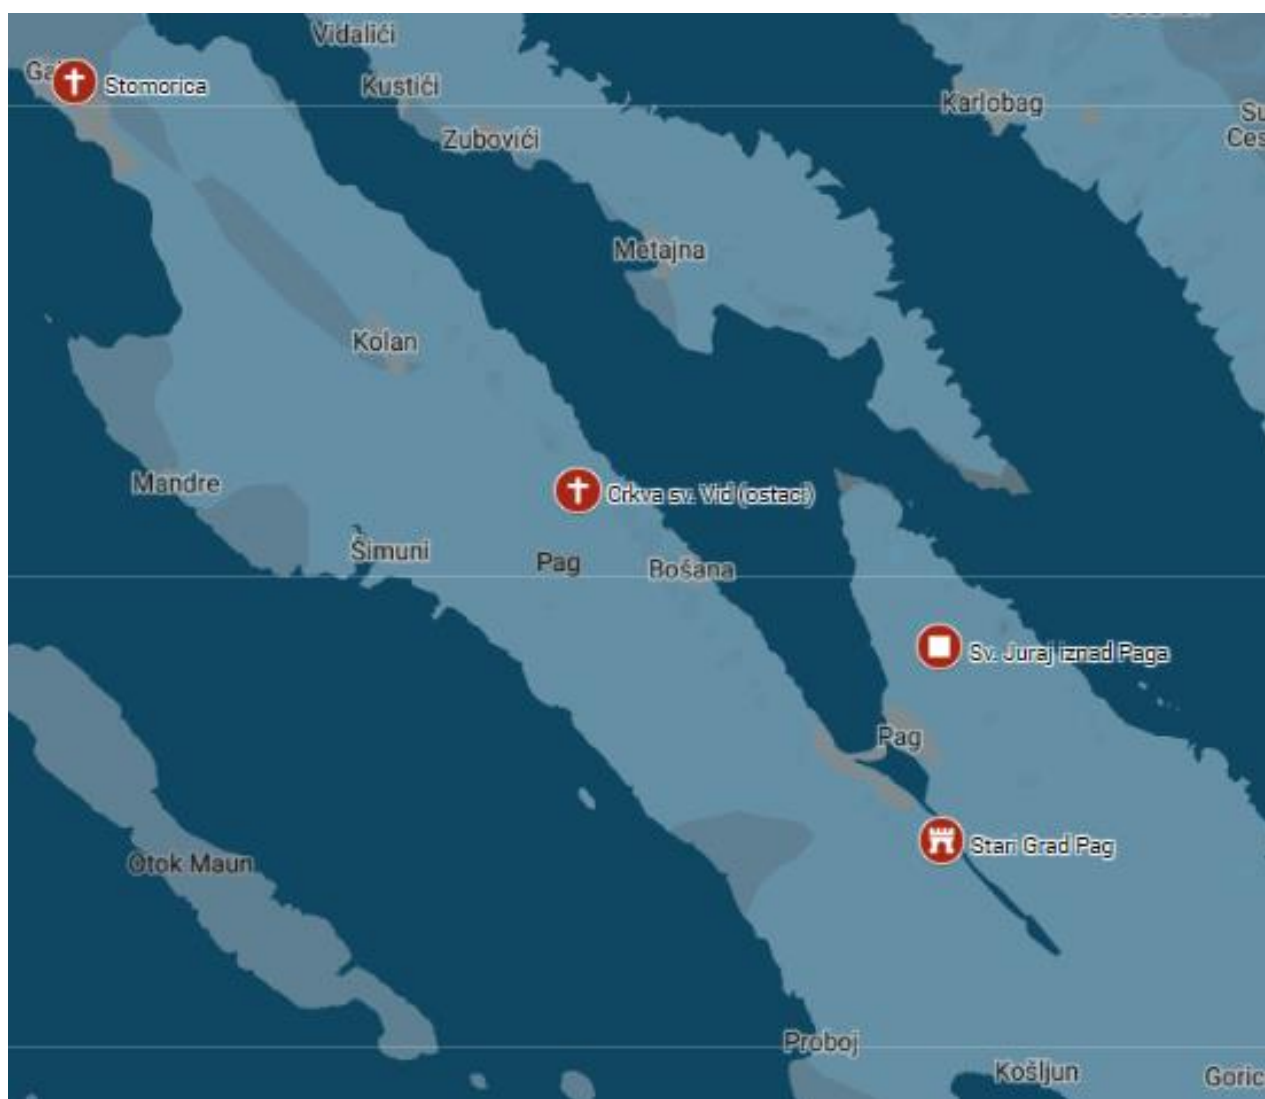 Vidalići
Stomorica
Kustići
Karlobag
Zubovići
Metajna
Kolan
Mandre
Crkva sv. Vid (ostaci)
Šimuni
Pag
Bošana
Sv. Juraj iznad Paga
Pag
Stari Grad Pag
Otok Maun
Proboj
Košljun